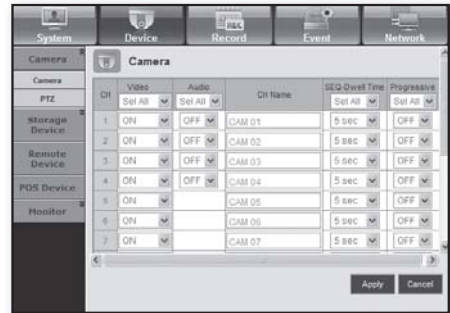 System Device Record Event Network
REC
Camera
Camera
PTZ
Storage Device
Remote Device
POS Device
Monitor
Camera
CH Video Audio CH Name SEQ-Dwell Time Progressive
Sel All Sel All Sel All Sel All
1 ON OFF CAM 01 5 sec OFF
2 ON OFF CAM 02 5 sec OFF
3 ON OFF CAM 03 5 sec OFF
4 ON OFF CAM 04 5 sec OFF
5 ON CAM 05 5 sec OFF
6 ON CAM 06 5 sec OFF
7 ON CAM 07 5 sec OFF
Apply Cancel